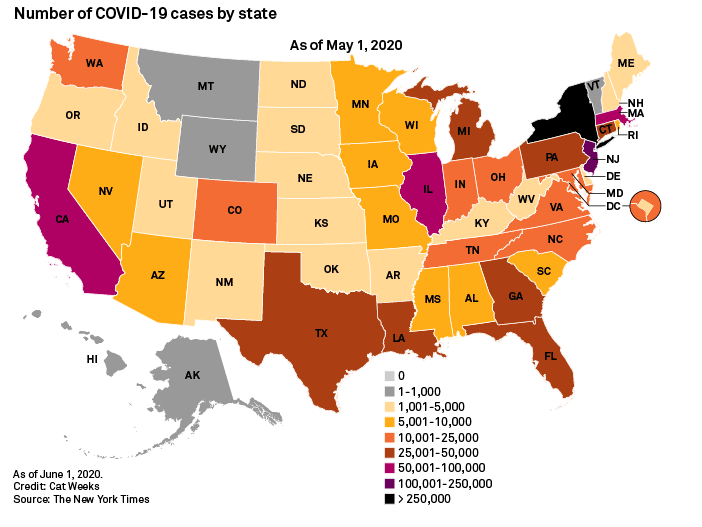 Number of COVID-19 cases by state
As of May 1, 2020
WA
MT
ND
MN
ME
VT
NH
MA
CT
RI
OR
ID
SD
WI
MI
WY
IA
PA
NJ
NE
NV
UT
CO
IL
IN
OH
DE
MD
DC
WV
VA
CA
KS
MO
KY
NC
TN
AZ
NM
OK
AR
SC
MS
AL
GA
TX
LA
FL
HI
AK
0
1-1,000
1,001-5,000
5,001-10,000
10,001-25,000
25,001-50,000
50,001-100,000
100,001-250,000
> 250,000
As of June 1, 2020.
Credit: Cat Weeks
Source: The New York Times